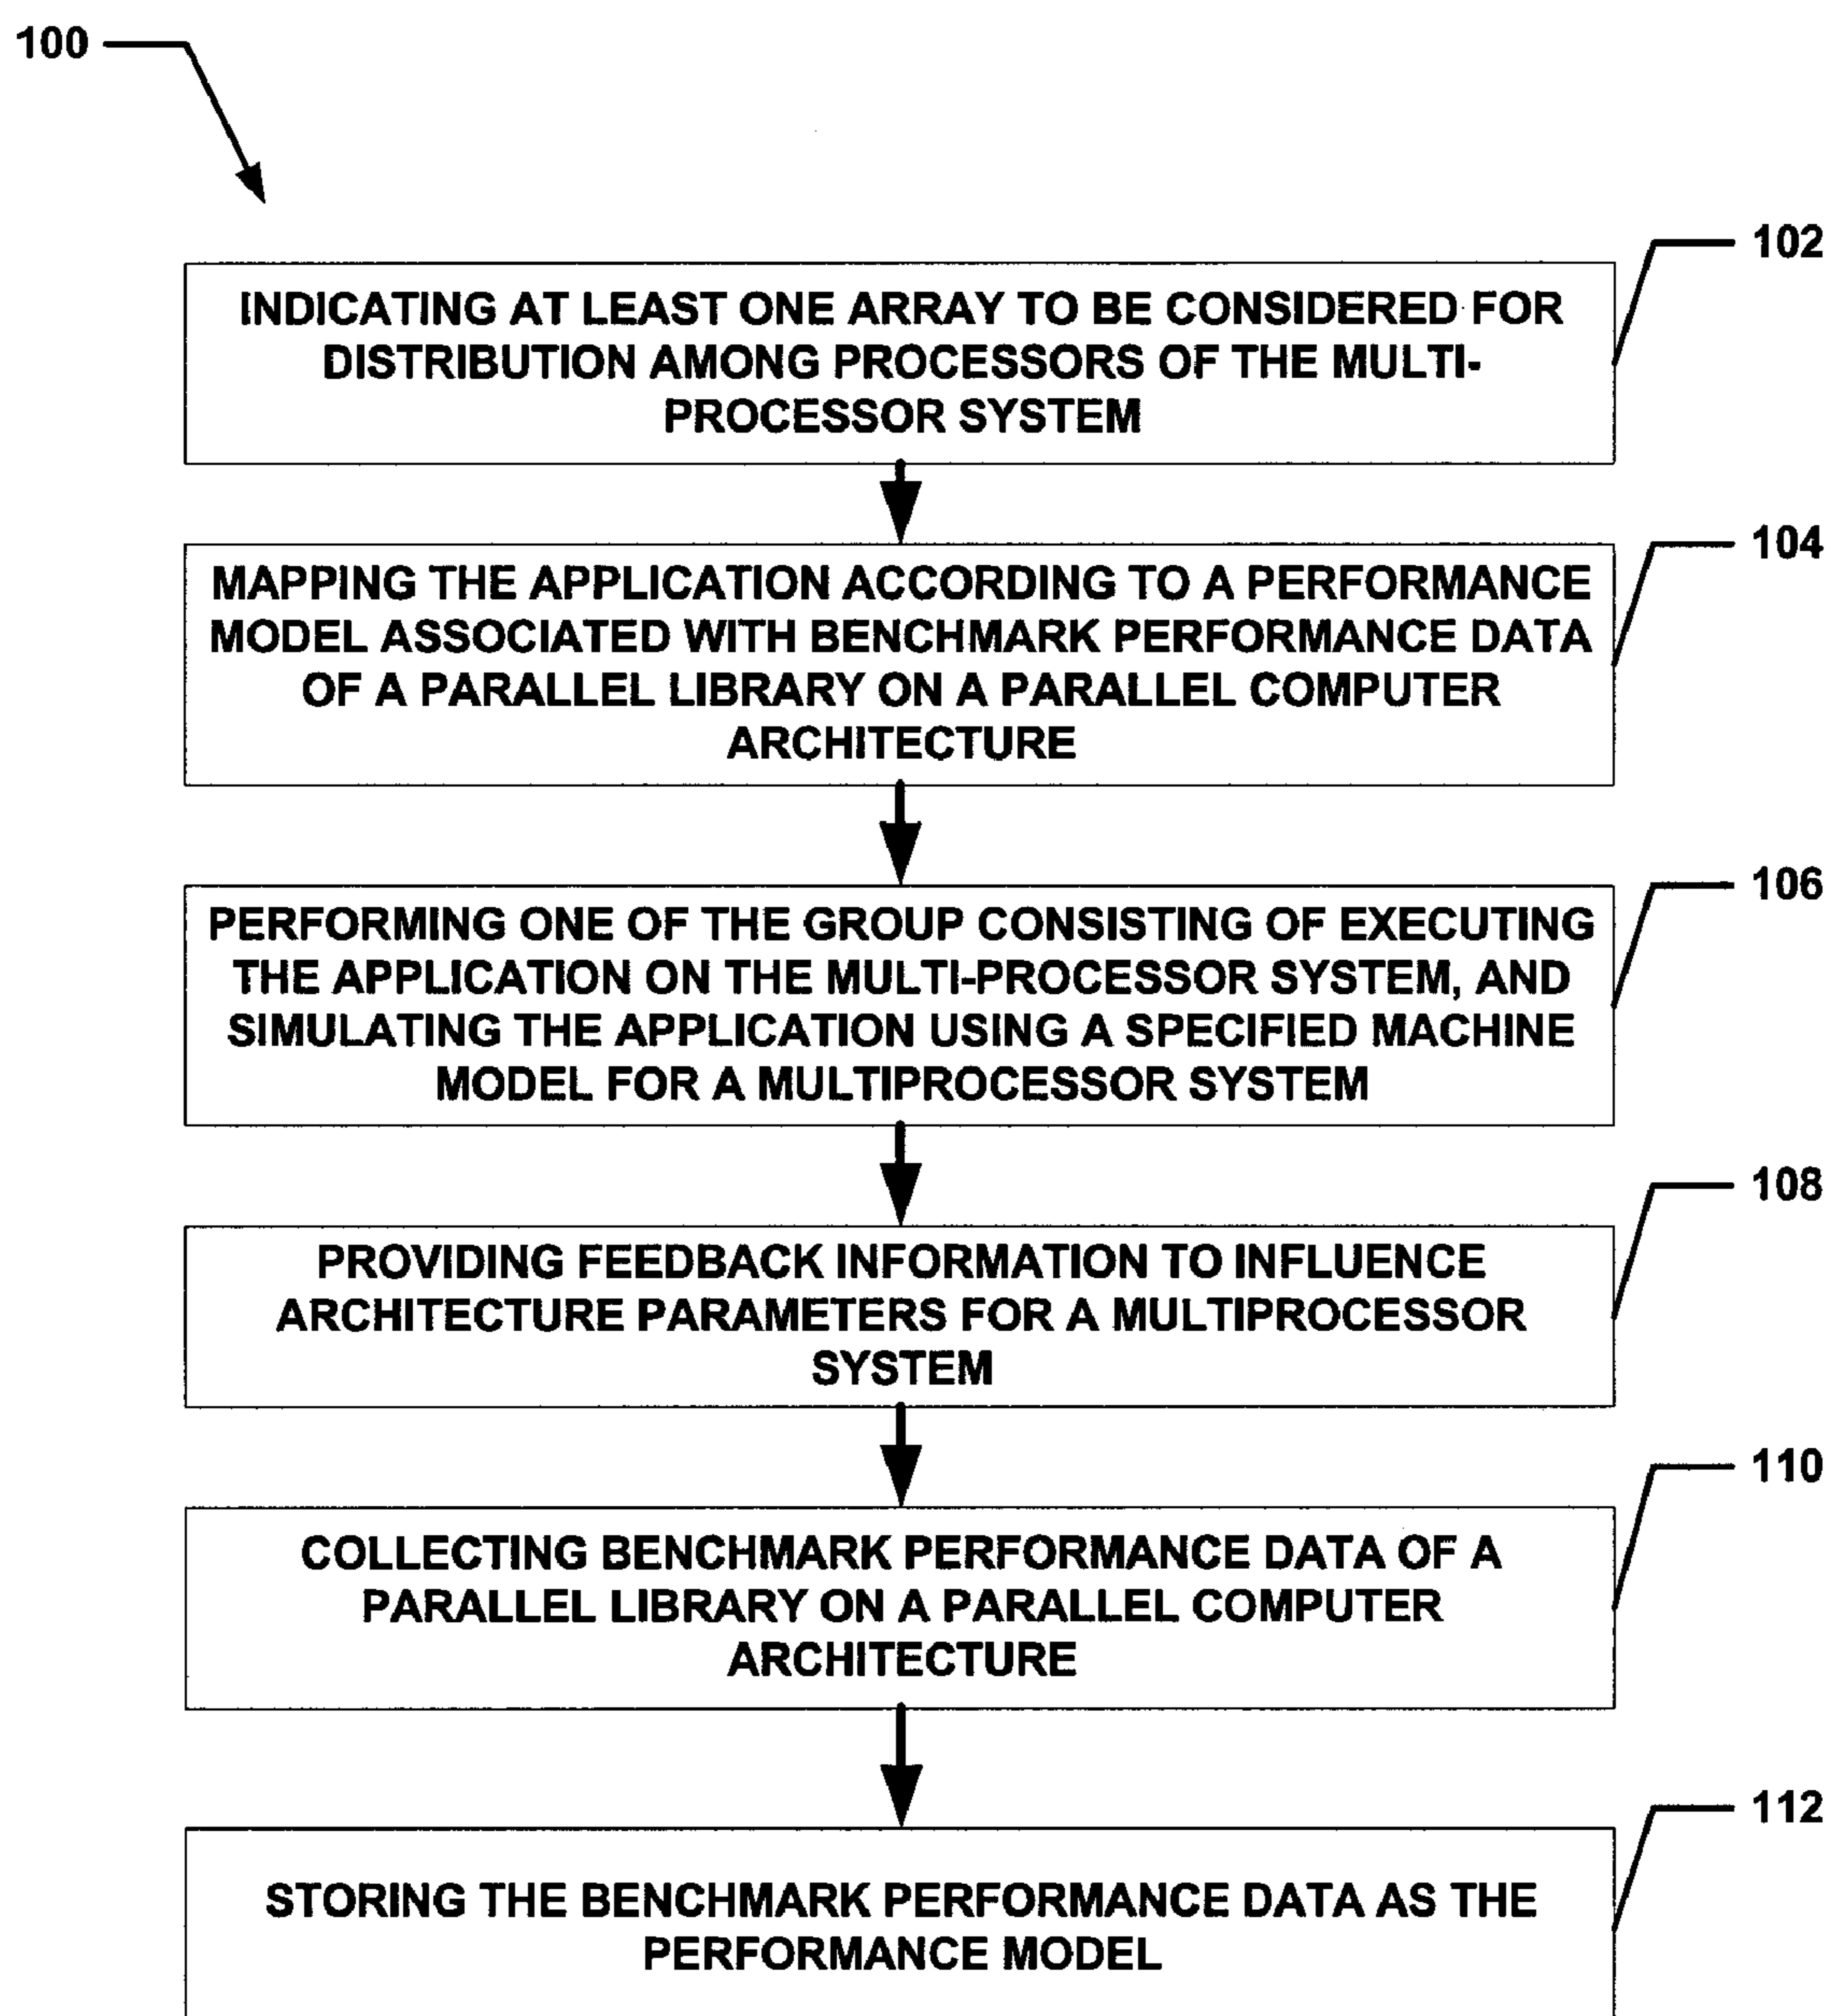 100
102
INDICATING AT LEAST ONE ARRAY TO BE CONSIDERED FOR
DISTRIBUTION AMONG PROCESSORS OF THE MULTI-
PROCESSOR SYSTEM
104
MAPPING THE APPLICATION ACCORDING TO A PERFORMANCE
MODEL ASSOCIATED WITH BENCHMARK PERFORMANCE DATA
OF A PARALLEL LIBRARY ON A PARALLEL COMPUTER
ARCHITECTURE
106
PERFORMING ONE OF THE GROUP CONSISTING OF EXECUTING
THE APPLICATION ON THE MULTI-PROCESSOR SYSTEM, AND
SIMULATING THE APPLICATION USING A SPECIFIED MACHINE
MODEL FOR A MULTIPROCESSOR SYSTEM
108
PROVIDING FEEDBACK INFORMATION TO INFLUENCE
ARCHITECTURE PARAMETERS FOR A MULTIPROCESSOR
SYSTEM
110
COLLECTING BENCHMARK PERFORMANCE DATA OF A
PARALLEL LIBRARY ON A PARALLEL COMPUTER
ARCHITECTURE
112
STORING THE BENCHMARK PERFORMANCE DATA AS THE
PERFORMANCE MODEL